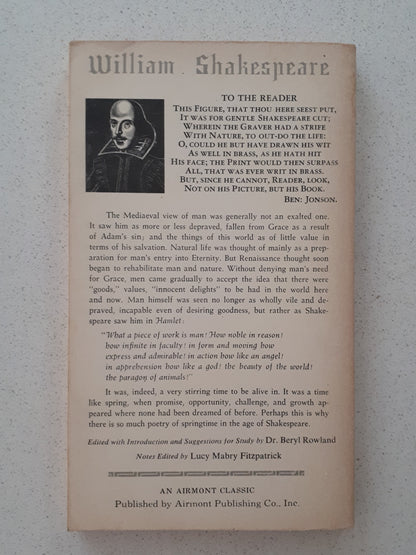 William Shakespeare
TO THE READER
THIS FIGURE, THAT THOU HERE SEEST PUT,
IT WAS FOR GENTLE SHAKESPEARE CUT;
WHEREIN THE GRAVER HAD A STRIFE
WITH NATURE, TO OUT-DO THE LIFE:
O, COULD HE BUT HAVE DRAWN HIS WIT
AS WELL IN BRASS, AS HE HATH HIT
HIS FACE; THE PRINT WOULD THEN SURPASS
ALL, THAT WAS EVER WRIT IN BRASS.
BUT, SINCE HE CANNOT, READER, LOOK,
NOT ON HIS PICTURE, BUT HIS BOOK.
BEN: JONSON.
The Mediaeval view of man was generally not an exalted one.
It saw him as more or less depraved, fallen from Grace as a result
of Adam's sin; and the things of this world as of little value in
terms of his salvation. Natural life was thought of mainly as a pre-
paration for man's entry into Eternity. But Renaissance thought soon
began to rehabilitate man and nature. Without denying man's need
for Grace, men came gradually to accept the idea that there were
"goods," values, "innocent delights" to be had in the world here
and now. Man himself was seen no longer as wholly vile and de-
praved, incapable even of desiring goodness, but rather as Shake-
speare saw him in Hamlet:
"What a piece of work is man! How noble in reason!
how infinite in faculty! in form and moving how
express and admirable! in action how like an angel!
in apprehension how like a god! the beauty of the world!
the paragon of animals!"
It was, indeed, a very stirring time to be alive in. It was a time
like spring, when promise, opportunity, challenge, and growth ap-
peared where none had been dreamed of before. Perhaps this is why
there is so much poetry of springtime in the age of Shakespeare.
Edited with Introduction and Suggestions for Study by Dr. Beryl Rowland
Notes Edited by Lucy Mabry Fitzpatrick
AN AIRMONT CLASSIC
Published by Airmont Publishing Co., Inc.